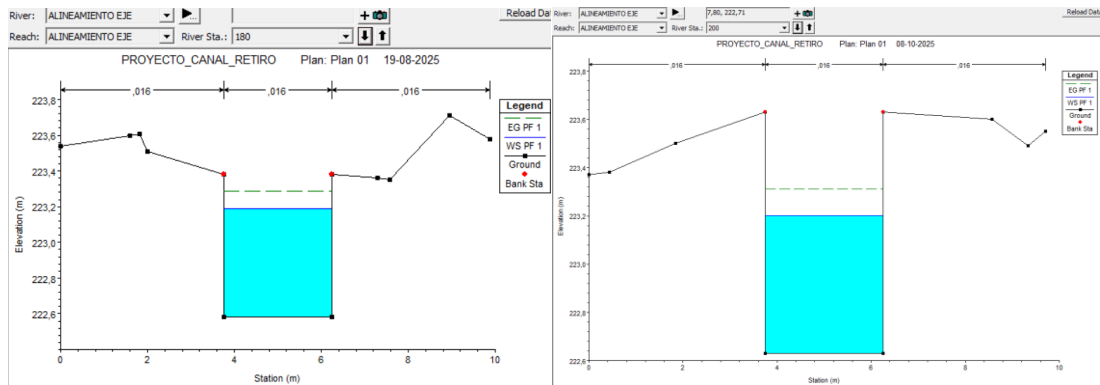 River: ALINEAMIENTO EJE
Reload Dat
Reach: ALINEAMIENTO EJE River Sta.: 180
PROYECTO_CANAL_RETIRO Plan: Plan 01 19-08-2025
,016 ,016 ,016
Legend
EG PF 1
WS PF 1
Ground
Bank Sta
Elevation (m)
223,8
223,6
223,4
223,2
223,0
222,8
222,6
0 2 4 6 8 10
Station (m)
River: ALINEAMIENTO EJE 7,80, 222,71
Reload Data
Reach: ALINEAMIENTO EJE River Sta.: 200
PROYECTO_CANAL_RETIRO Plan: Plan 01 08-10-2025
,016 ,016 ,016
Legend
EG PF 1
WS PF 1
Ground
Bank Sta
Elevation (m)
223,8
223,6
223,4
223,2
223,0
222,8
222,6
0 2 4 6 8 10
Station (m)